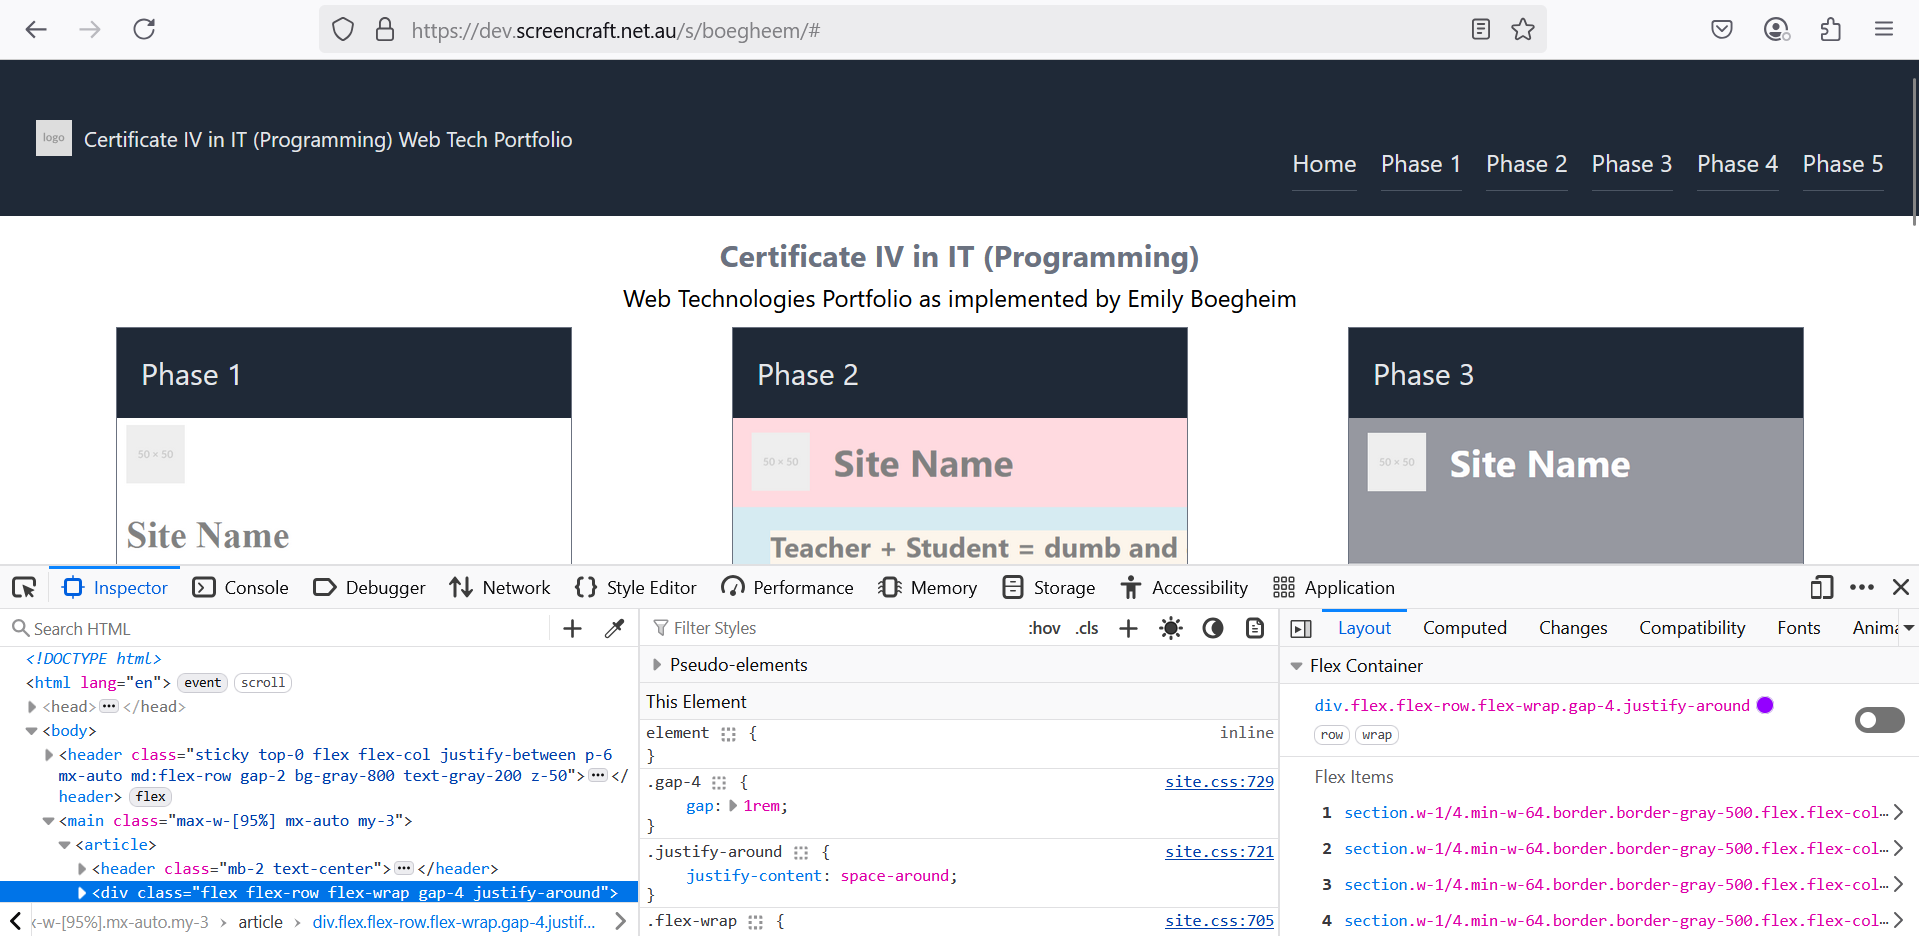 https://dev.screencraft.net.au/s/boegheem/#
logo
Certificate IV in IT (Programming) Web Tech Portfolio
Home Phase 1 Phase 2 Phase 3 Phase 4 Phase 5
Certificate IV in IT (Programming)
Web Technologies Portfolio as implemented by Emily Boegheim
Phase 1
50 × 50
Site Name
Phase 2
50 × 50
Site Name
Teacher + Student = dumb and
Phase 3
50 × 50
Site Name
Inspector Console Debugger Network Style Editor Performance Memory Storage Accessibility Application
Search HTML
<!DOCTYPE html>
<html lang="en"> event scroll
<head> ··· </head>
<body>
<header class="sticky top-0 flex flex-col justify-between p-6
mx-auto md:flex-row gap-2 bg-gray-800 text-gray-200 z-50"> ··· </
header> flex
<main class="max-w-[95%] mx-auto my-3">
<article>
<header class="mb-2 text-center"> ··· </header>
<div class="flex flex-row flex-wrap gap-4 justify-around">
x-w-[95%].mx-auto.my-3 › article › div.flex.flex-row.flex-wrap.gap-4.justif...
Filter Styles :hov .cls
Pseudo-elements
This Element
element { inline
}
.gap-4 { site.css:729
gap: 1rem;
}
.justify-around { site.css:721
justify-content: space-around;
}
.flex-wrap { site.css:705
Layout Computed Changes Compatibility Fonts Anima
Flex Container
div.flex.flex-row.flex-wrap.gap-4.justify-around
row wrap
Flex Items
1 section.w-1/4.min-w-64.border.border-gray-500.flex.flex-col…
2 section.w-1/4.min-w-64.border.border-gray-500.flex.flex-col…
3 section.w-1/4.min-w-64.border.border-gray-500.flex.flex-col…
4 section.w-1/4.min-w-64.border.border-gray-500.flex.flex-col…